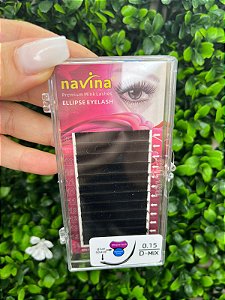 navina
Premium Mink Lashes
ELLIPSE EYELASH
0.15
D-MIX